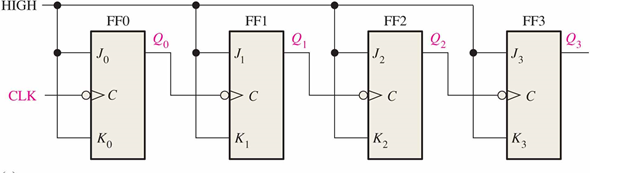 HIGH
FF0 FF1 FF2 FF3
Q0 Q1 Q2 Q3
J0 J1 J2 J3
CLK C C C C
K0 K1 K2 K3